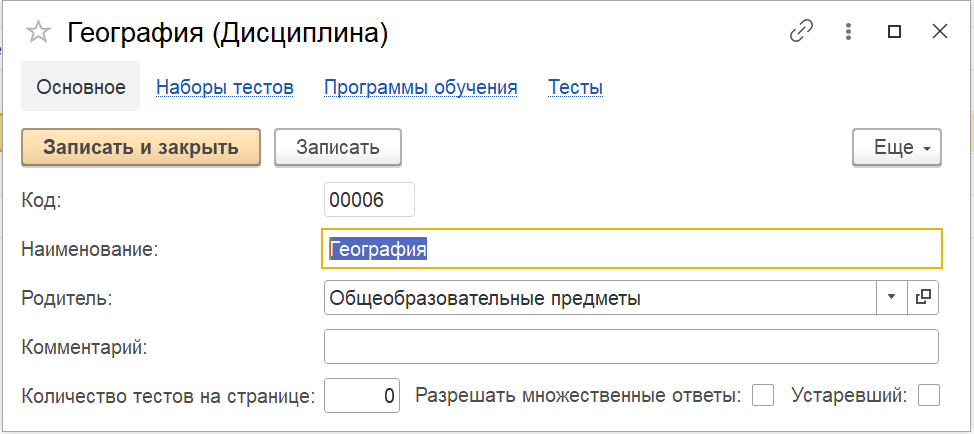 География (Дисциплина)
Основное Наборы тестов Программы обучения Тесты
Записать и закрыть Записать Еще
Код: 00006
Наименование: География
Родитель: Общеобразовательные предметы
Комментарий:
Количество тестов на странице: 0 Разрешать множественные ответы: Устаревший: